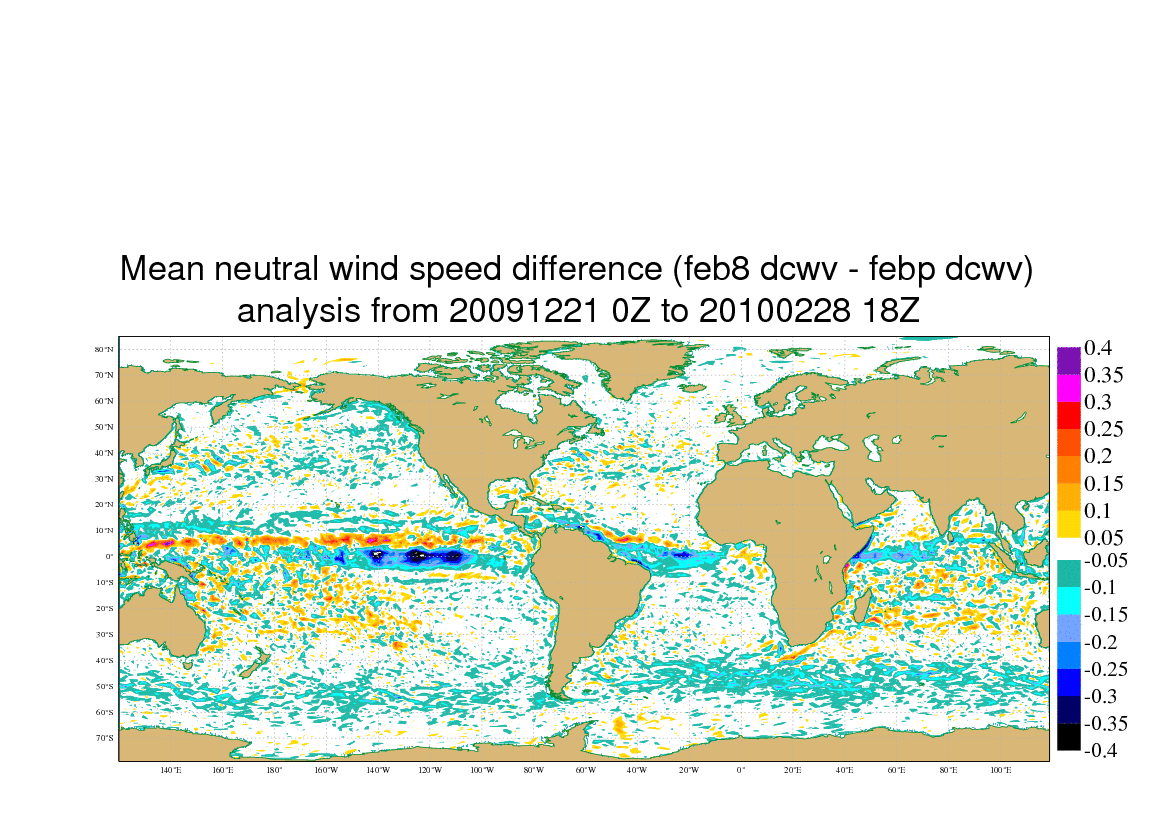 Mean neutral wind speed difference (feb8 dcwv - febp dcwv)
analysis from 20091221 0Z to 20100228 18Z
80°N
70°N
60°N
50°N
40°N
30°N
20°N
10°N
0°
10°S
20°S
30°S
40°S
50°S
60°S
70°S
140°E 160°E 180° 160°W 140°W 120°W 100°W 80°W 60°W 40°W 20°W 0° 20°E 40°E 60°E 80°E 100°E
0.4
0.35
0.3
0.25
0.2
0.15
0.1
0.05
-0.05
-0.1
-0.15
-0.2
-0.25
-0.3
-0.35
-0.4